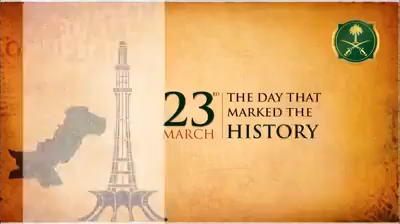 23RD
MARCH
THE DAY THAT
MARKED THE
HISTORY